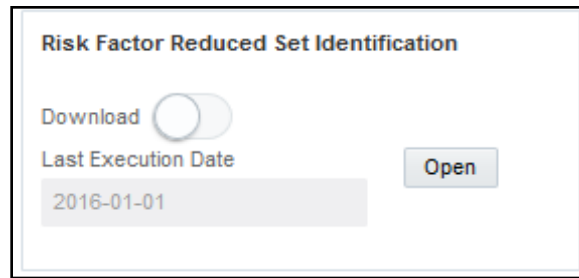 Risk Factor Reduced Set Identification
Download
Last Execution Date
Open
2016-01-01